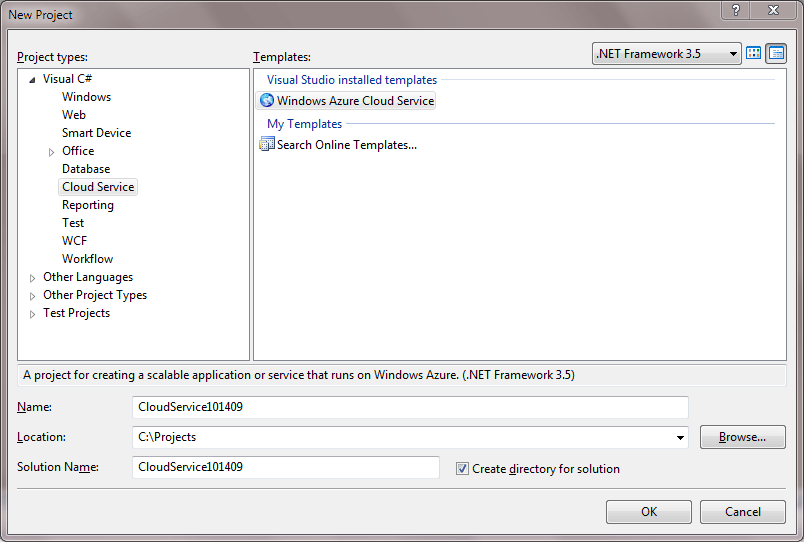 New Project
Project types:
Templates:
.NET Framework 3.5
Visual C#
Windows
Web
Smart Device
Office
Database
Cloud Service
Reporting
Test
WCF
Workflow
Other Languages
Other Project Types
Test Projects
Visual Studio installed templates
Windows Azure Cloud Service
My Templates
Search Online Templates...
A project for creating a scalable application or service that runs on Windows Azure. (.NET Framework 3.5)
Name: CloudService101409
Location: C:\Projects Browse...
Solution Name: CloudService101409 Create directory for solution
OK Cancel